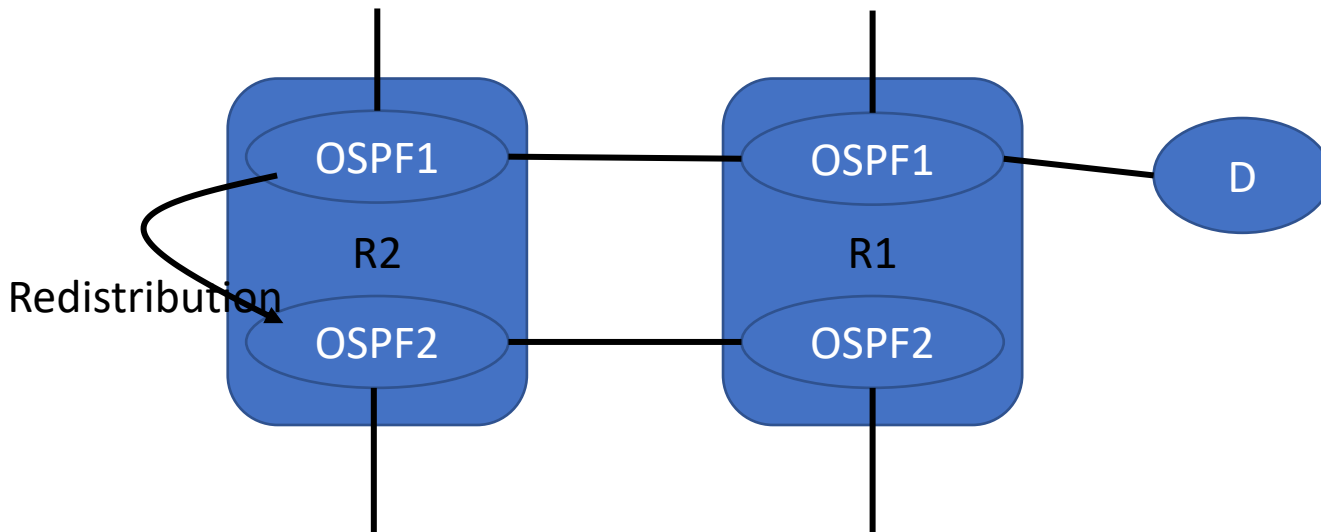 OSPF1
OSPF1
D
R2
R1
Redistribution
OSPF2
OSPF2